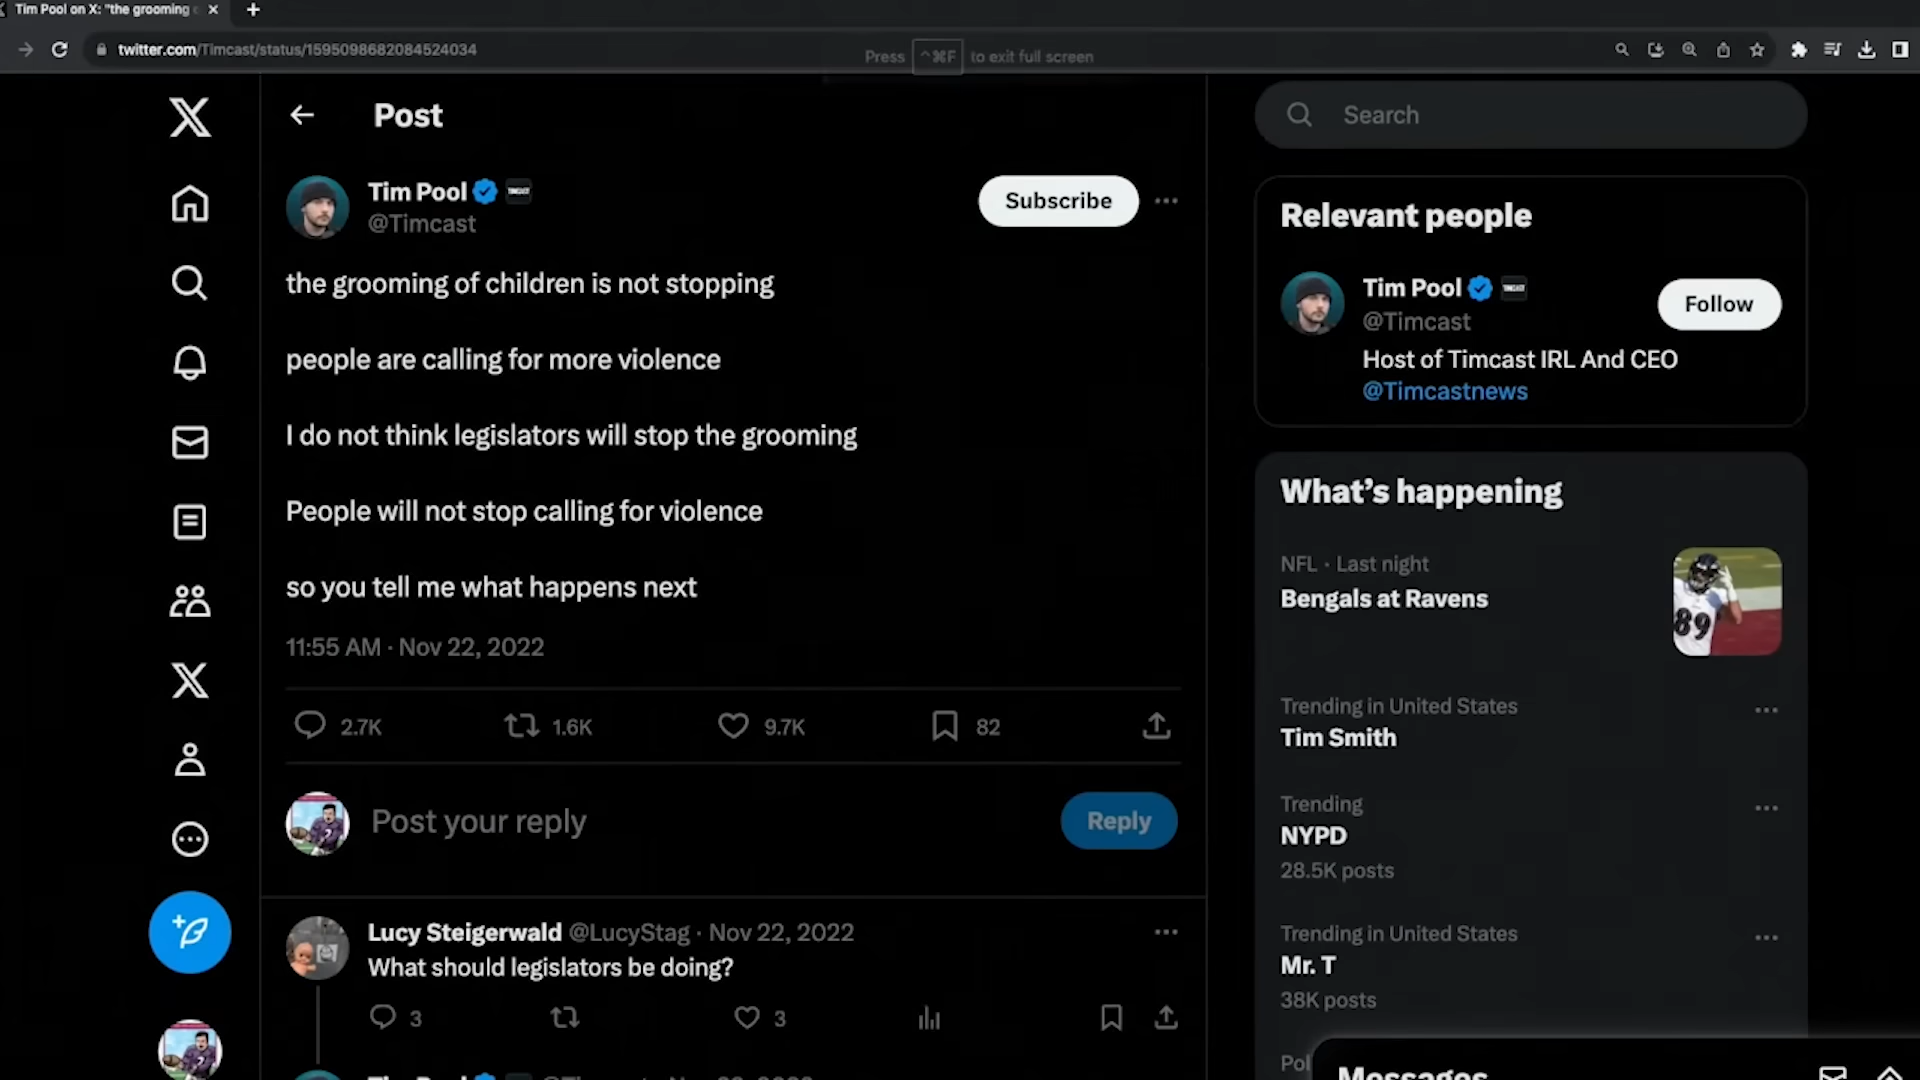 Tim Pool on X: "the grooming
twitter.com/Timcast/status/1595098682084524034
Press ^⌘F to exit full screen
Post
Tim Pool
@Timcast
Subscribe
the grooming of children is not stopping
people are calling for more violence
I do not think legislators will stop the grooming
People will not stop calling for violence
so you tell me what happens next
11:55 AM · Nov 22, 2022
2.7K
1.6K
9.7K
82
Post your reply
Reply
Lucy Steigerwald @LucyStag · Nov 22, 2022
What should legislators be doing?
3
3
Search
Relevant people
Tim Pool
@Timcast
Follow
Host of Timcast IRL And CEO
@Timcastnews
What's happening
NFL · Last night
Bengals at Ravens
89
Trending in United States
Tim Smith
Trending
NYPD
28.5K posts
Trending in United States
Mr. T
38K posts
Pol
Messages